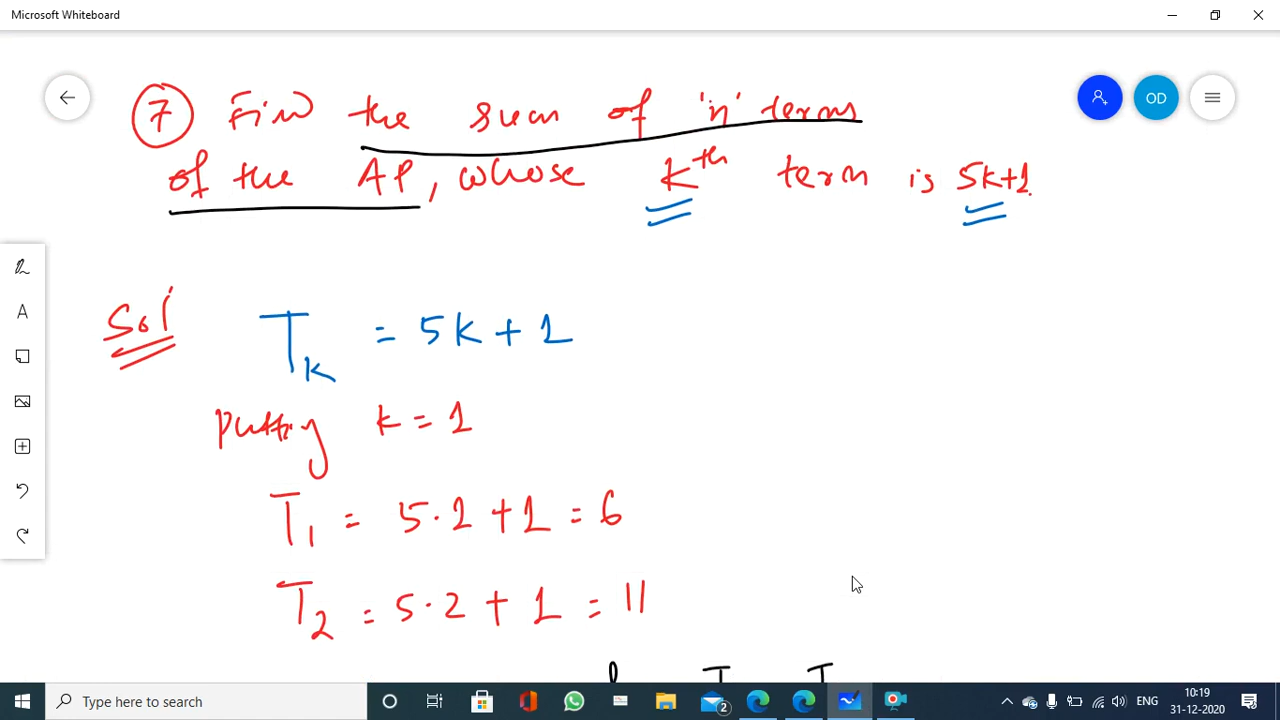 Microsoft Whiteboard
7 Find the sum of 'n' terms
of the AP, whose kth term is 5k+1.
OD
Sol
Tk = 5k + 1
Putting k = 1
T1 = 5·1 + 1 = 6
T2 = 5·2 + 1 = 11
d T T
Type here to search
2
ENG
10:19
31-12-2020